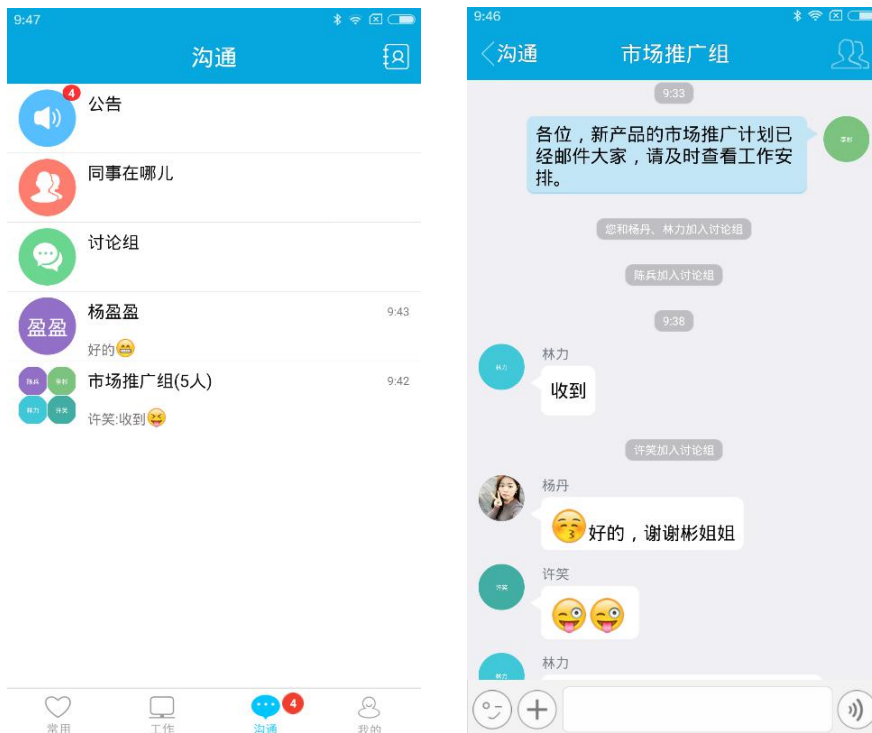 9:47
沟通
4
公告
同事在哪儿
讨论组
盈盈
杨盈盈
9:43
好的
陈兵
李彬
林力
许笑
市场推广组(5人)
9:42
许笑:收到
常用
工作
沟通
4
我的
9:46
沟通
市场推广组
9:33
各位，新产品的市场推广计划已
经邮件大家，请及时查看工作安
排。
李彬
您和杨丹、林力加入讨论组
陈兵加入讨论组
9:38
林力
林力
收到
许笑加入讨论组
杨丹
好的，谢谢彬姐姐
许笑
许笑
林力
林力